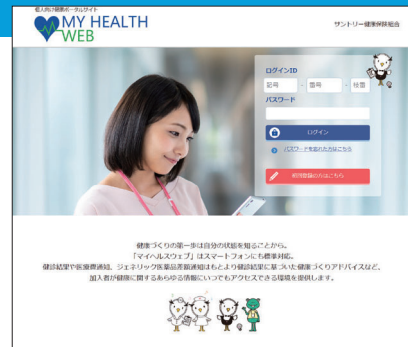 個人向け健康ポータルサイト
MY HEALTH
WEB
サントリー健康保険組合
ログインID
記号 - 番号 - 枝番
パスワード
ログイン
パスワードを忘れた方はこちら
初回登録の方はこちら
健康づくりの第一歩は自分の状態を知ることから。
「マイヘルスウェブ」はスマートフォンにも標準対応。
健診結果や医療費通知、ジェネリック医薬品差額通知はもとより健診結果に基づいた健康づくりアドバイスなど、
加入者が健康に関するあらゆる情報にいつでもアクセスできる環境を提供します。